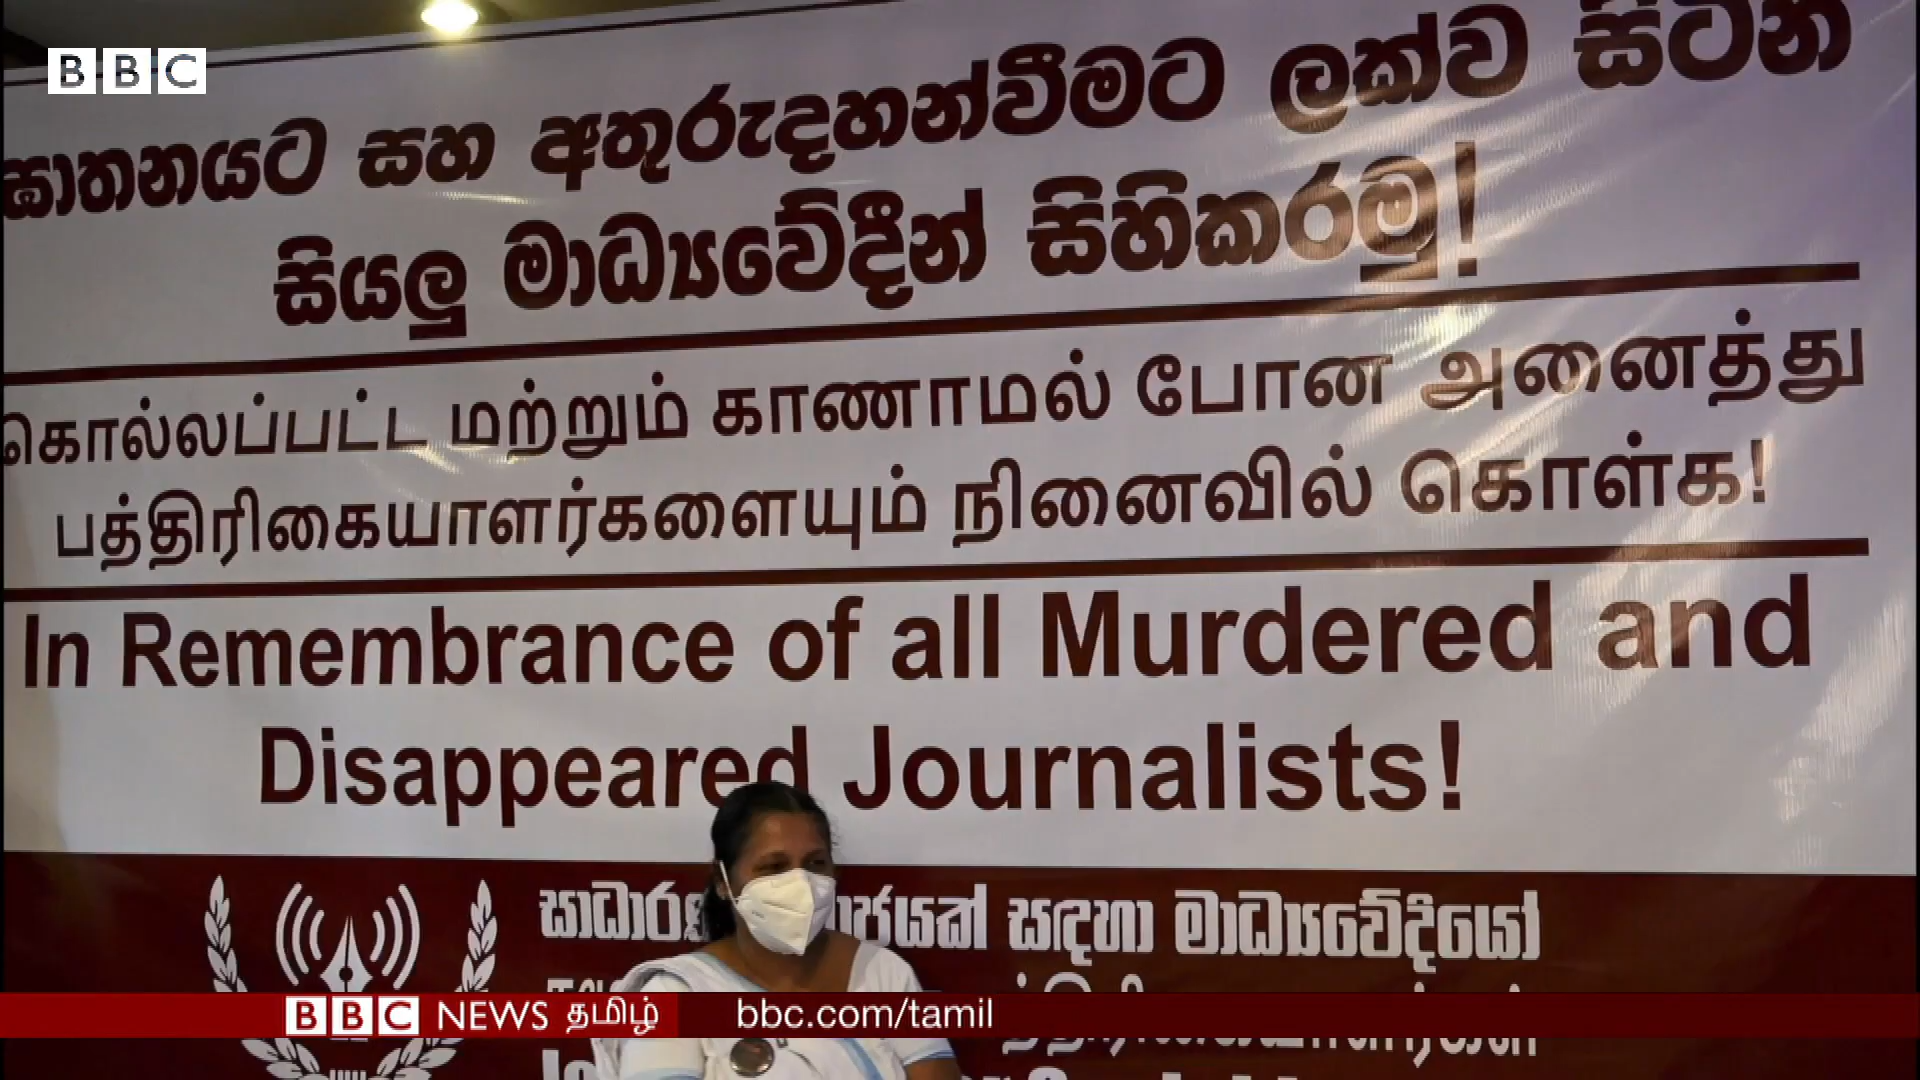 BBC
ඝාතනයට සහ අතුරුදහන්වීමට ලක්ව සිටින
සියලු මාධ්‍යවේදීන් සිහිකරමු!
கொல்லப்பட்ட மற்றும் காணாமல் போன அனைத்து
பத்திரிகையாளர்களையும் நினைவில் கொள்க!
In Remembrance of all Murdered and
Disappeared Journalists!
සඳහා මාධ්‍යවේදියෝ
BBC NEWS தமிழ் bbc.com/tamil